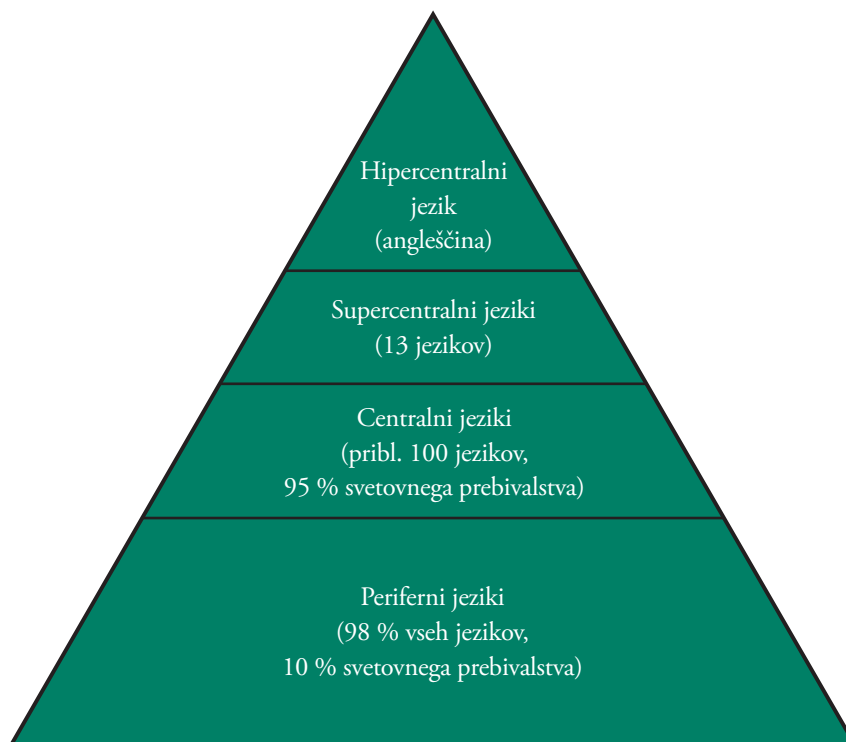 Hipercentralni
jezik
(angleščina)
Supercentralni jeziki
(13 jezikov)
Centralni jeziki
(pribl. 100 jezikov,
95 % svetovnega prebivalstva)
Periferni jeziki
(98 % vseh jezikov,
10 % svetovnega prebivalstva)